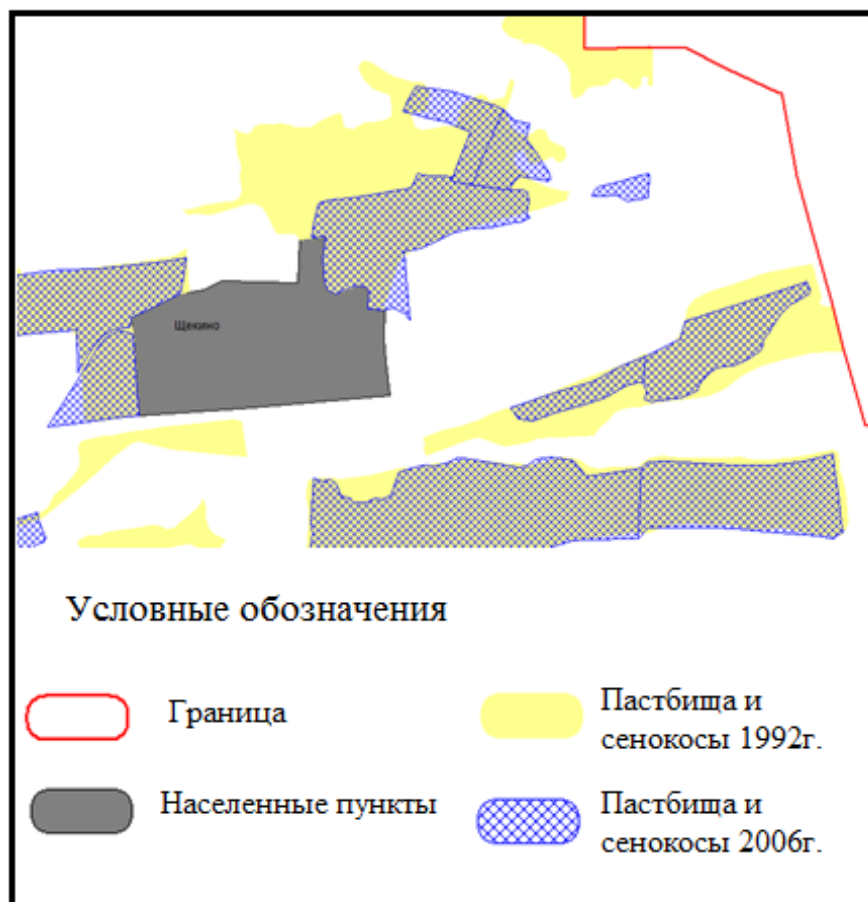 Щекино
Условные обозначения
Граница
Населенные пункты
Пастбища и
сенокосы 1992г.
Пастбища и
сенокосы 2006г.